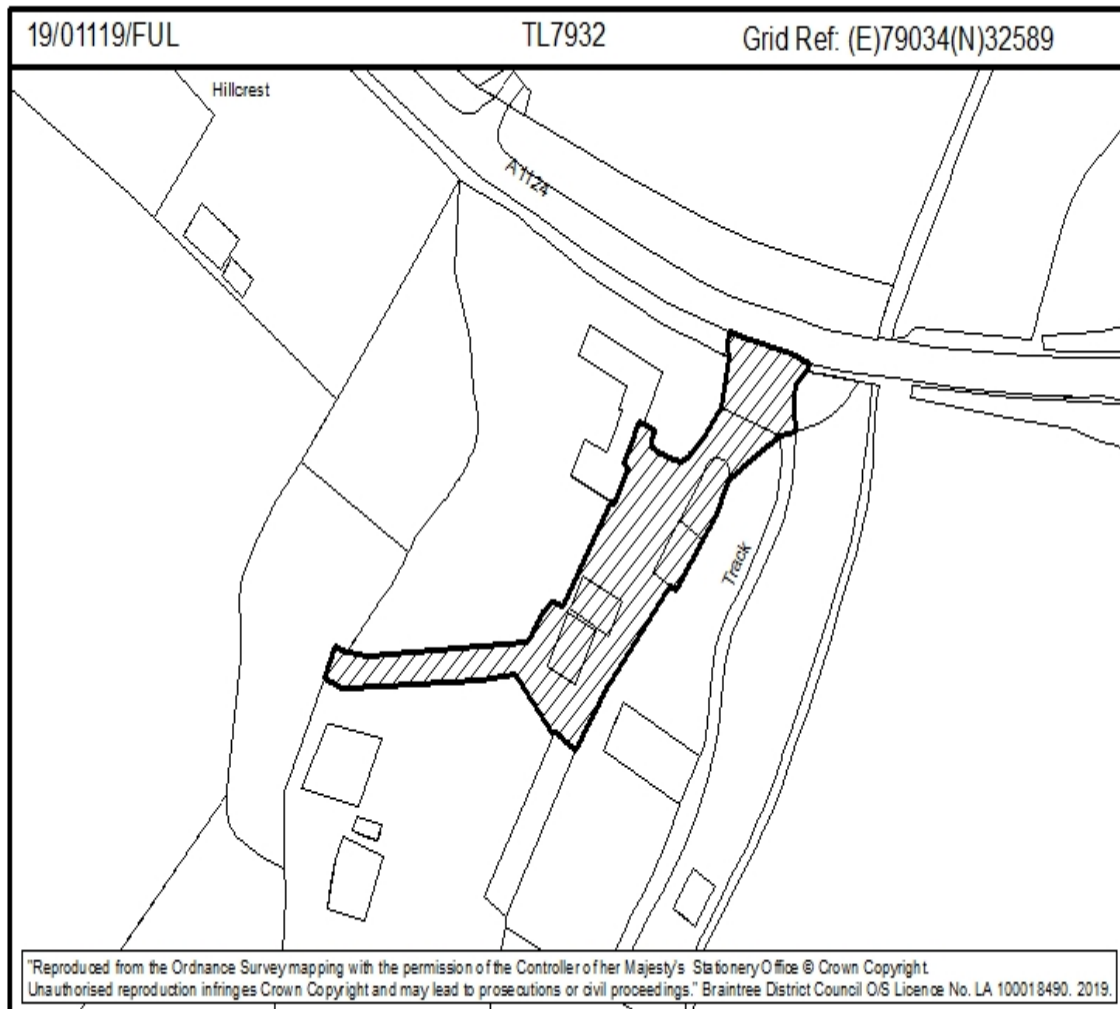 19/01119/FUL TL7932 Grid Ref: (E)79034(N)32589
Hillcrest
A1124
Track
"Reproduced from the Ordnance Survey mapping with the permission of the Controller of her Majesty's Stationery Office © Crown Copyright.
Unauthorised reproduction infringes Crown Copyright and may lead to prosecutions or civil proceedings." Braintree District Council O/S Licence No. LA 100018490. 2019.